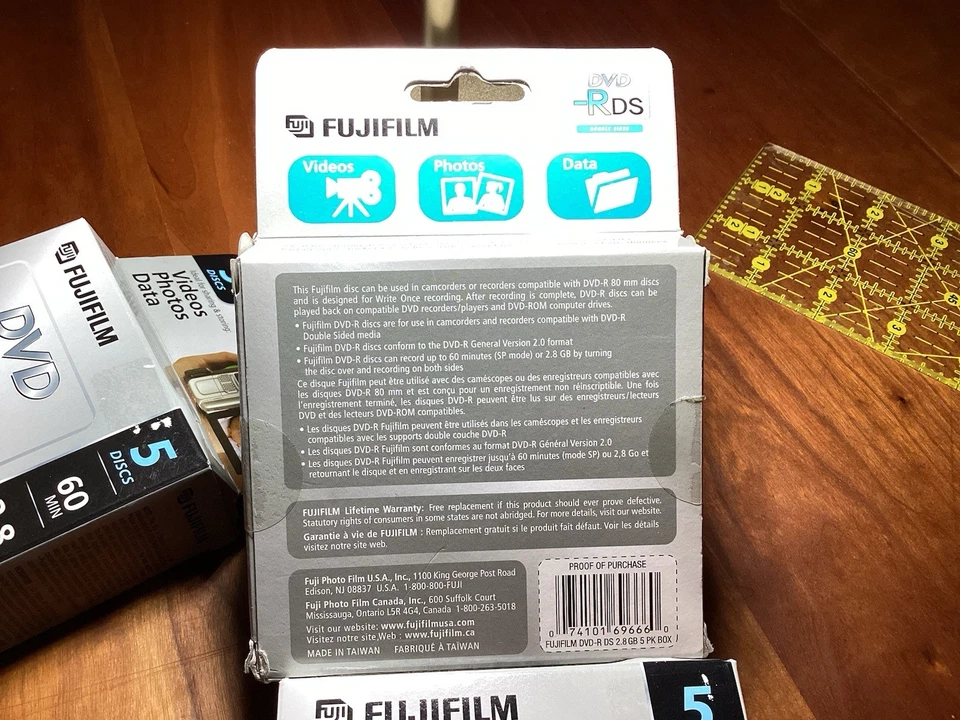 DVD
-R DS
DOUBLE SIDED
FUJI FUJIFILM
Videos
Photos
Data
This Fujifilm disc can be used in camcorders or recorders compatible with DVD-R 80 mm discs
and is designed for Write Once recording. After recording is complete, DVD-R discs can be
played back on compatible DVD recorders/players and DVD-ROM computer drives.
• Fujifilm DVD-R discs are for use in camcorders and recorders compatible with DVD-R
Double Sided media
• Fujifilm DVD-R discs conform to the DVD-R General Version 2.0 format
• Fujifilm DVD-R discs can record up to 60 minutes (SP mode) or 2.8 GB by turning
the disc over and recording on both sides
Ce disque Fujifilm peut être utilisé avec des caméscopes ou des enregistreurs compatibles avec
les disques DVD-R 80 mm et est conçu pour un enregistrement non réinscriptible. Une fois
l'enregistrement terminé, les disques DVD-R peuvent être lus sur des enregistreurs/lecteurs
DVD et des lecteurs DVD-ROM compatibles.
• Les disques DVD-R Fujifilm peuvent être utilisés dans les caméscopes et les enregistreurs
compatibles avec les supports double couche DVD-R
• Les disques DVD-R Fujifilm sont conformes au format DVD-R Général Version 2.0
• Les disques DVD-R Fujifilm peuvent enregistrer jusqu'à 60 minutes (mode SP) ou 2,8 Go et
retournant le disque et en enregistrant sur les deux faces
FUJIFILM Lifetime Warranty: Free replacement if this product should ever prove defective.
Statutory rights of consumers in some states are not abridged. For more details, visit our website.
Garantie à vie de FUJIFILM : Remplacement gratuit si le produit fait défaut. Voir les détails
visitez notre site web.
Fuji Photo Film U.S.A., Inc., 1100 King George Post Road
Edison, NJ 08837 U.S.A. 1-800-800-FUJI
Fuji Photo Film Canada, Inc., 600 Suffolk Court
Mississauga, Ontario L5R 4G4, Canada 1-800-263-5018
Visit our website: www.fujifilmusa.com
Visitez notre site Web : www.fujifilm.ca
MADE IN TAIWAN FABRIQUÉ À TAÏWAN
PROOF OF PURCHASE
0 74101 69666 0
FUJIFILM DVD-R DS 2.8GB 5 PK BOX
FUJI FUJIFILM
DVD
5
DISCS
60
MIN
2.8
5
DISCS
Videos
Photos
Data
FUJI FUJIFILM
5